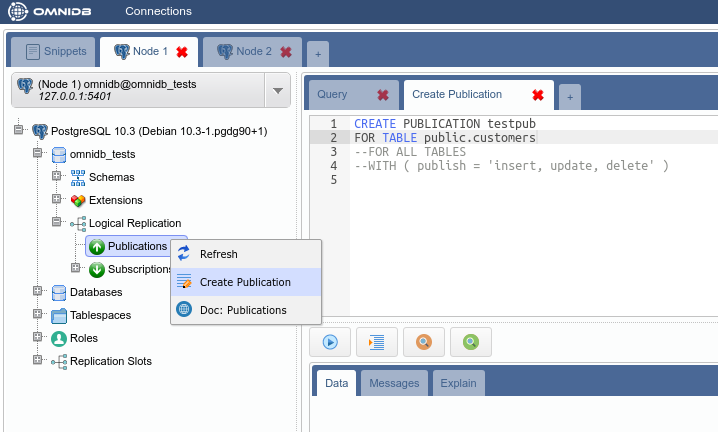 OMNIDB Connections
Snippets Node 1 Node 2 +
(Node 1) omnidb@omnidb_tests
127.0.0.1:5401
PostgreSQL 10.3 (Debian 10.3-1.pgdg90+1)
omnidb_tests
Schemas
Extensions
Logical Replication
Publications
Subscriptions
Databases
Tablespaces
Roles
Replication Slots
Refresh
Create Publication
Doc: Publications
Query Create Publication +
1 CREATE PUBLICATION testpub
2 FOR TABLE public.customers
3 --FOR ALL TABLES
4 --WITH ( publish = 'insert, update, delete' )
5
Data Messages Explain